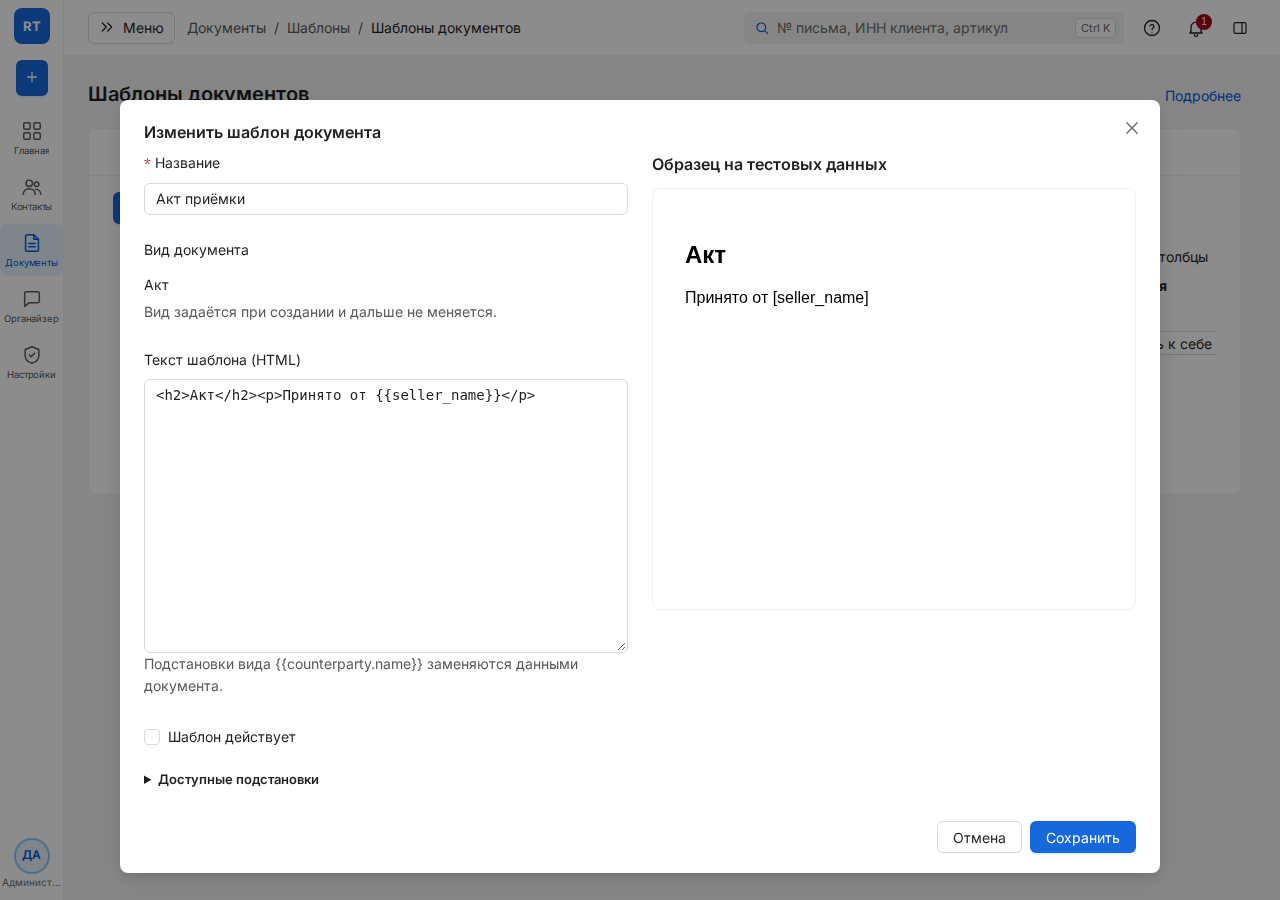 RT
Меню
Документы / Шаблоны / Шаблоны документов
№ письма, ИНН клиента, артикул
Ctrl K
1
Шаблоны документов
Подробнее
Главная
Контакты
Документы
Органайзер
Настройки
ДА
Админист...
Изменить шаблон документа
* Название
Акт приёмки
Вид документа
Акт
Вид задаётся при создании и дальше не меняется.
Текст шаблона (HTML)
<h2>Акт</h2><p>Принято от {{seller_name}}</p>
Подстановки вида {{counterparty.name}} заменяются данными
документа.
Шаблон действует
Доступные подстановки
Образец на тестовых данных
Акт
Принято от [seller_name]
Отмена
Сохранить
к себе